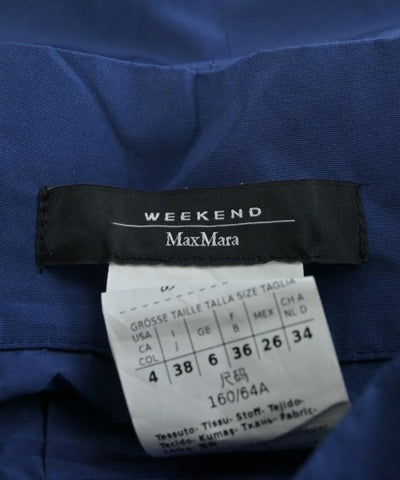 WEEKEND
MaxMara
GRÖSSE TAILLE TALLA SIZE TAGLIA
USA I GB F MEX CH A
CA J B NL D
COL
4 38 6 36 26 34
尺码
160/64A
Tessuto- Tissu- Stoff- Tejido-
Tecido- Kumaş- Ткань- Fabric-